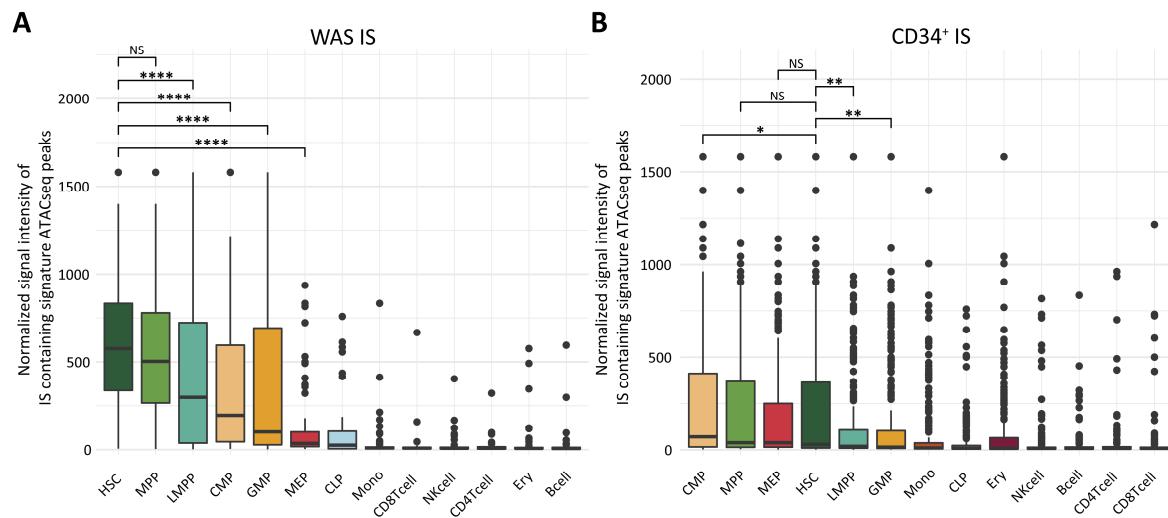 A
WAS IS
Normalized signal intensity of
IS containing signature ATACseq peaks
2000
1500
1000
500
0
NS
****
****
****
****
HSC
MPP
LMPP
CMP
GMP
MEP
CLP
Mono
CD8Tcell
NKcell
CD4Tcell
Ery
Bcell
B
CD34+ IS
Normalized signal intensity of
IS containing signature ATACseq peaks
2000
1500
1000
500
0
NS
**
NS
**
*
CMP
MPP
MEP
HSC
LMPP
GMP
Mono
CLP
Ery
NKcell
Bcell
CD4Tcell
CD8Tcell